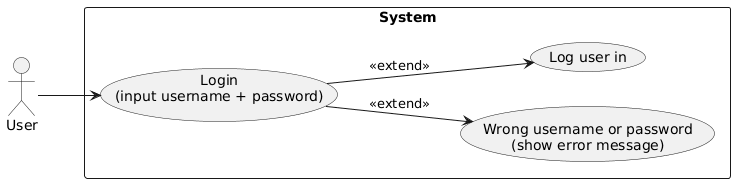 System
Login
(input username + password)
«extend»
Log user in
«extend»
Wrong username or password
(show error message)
User